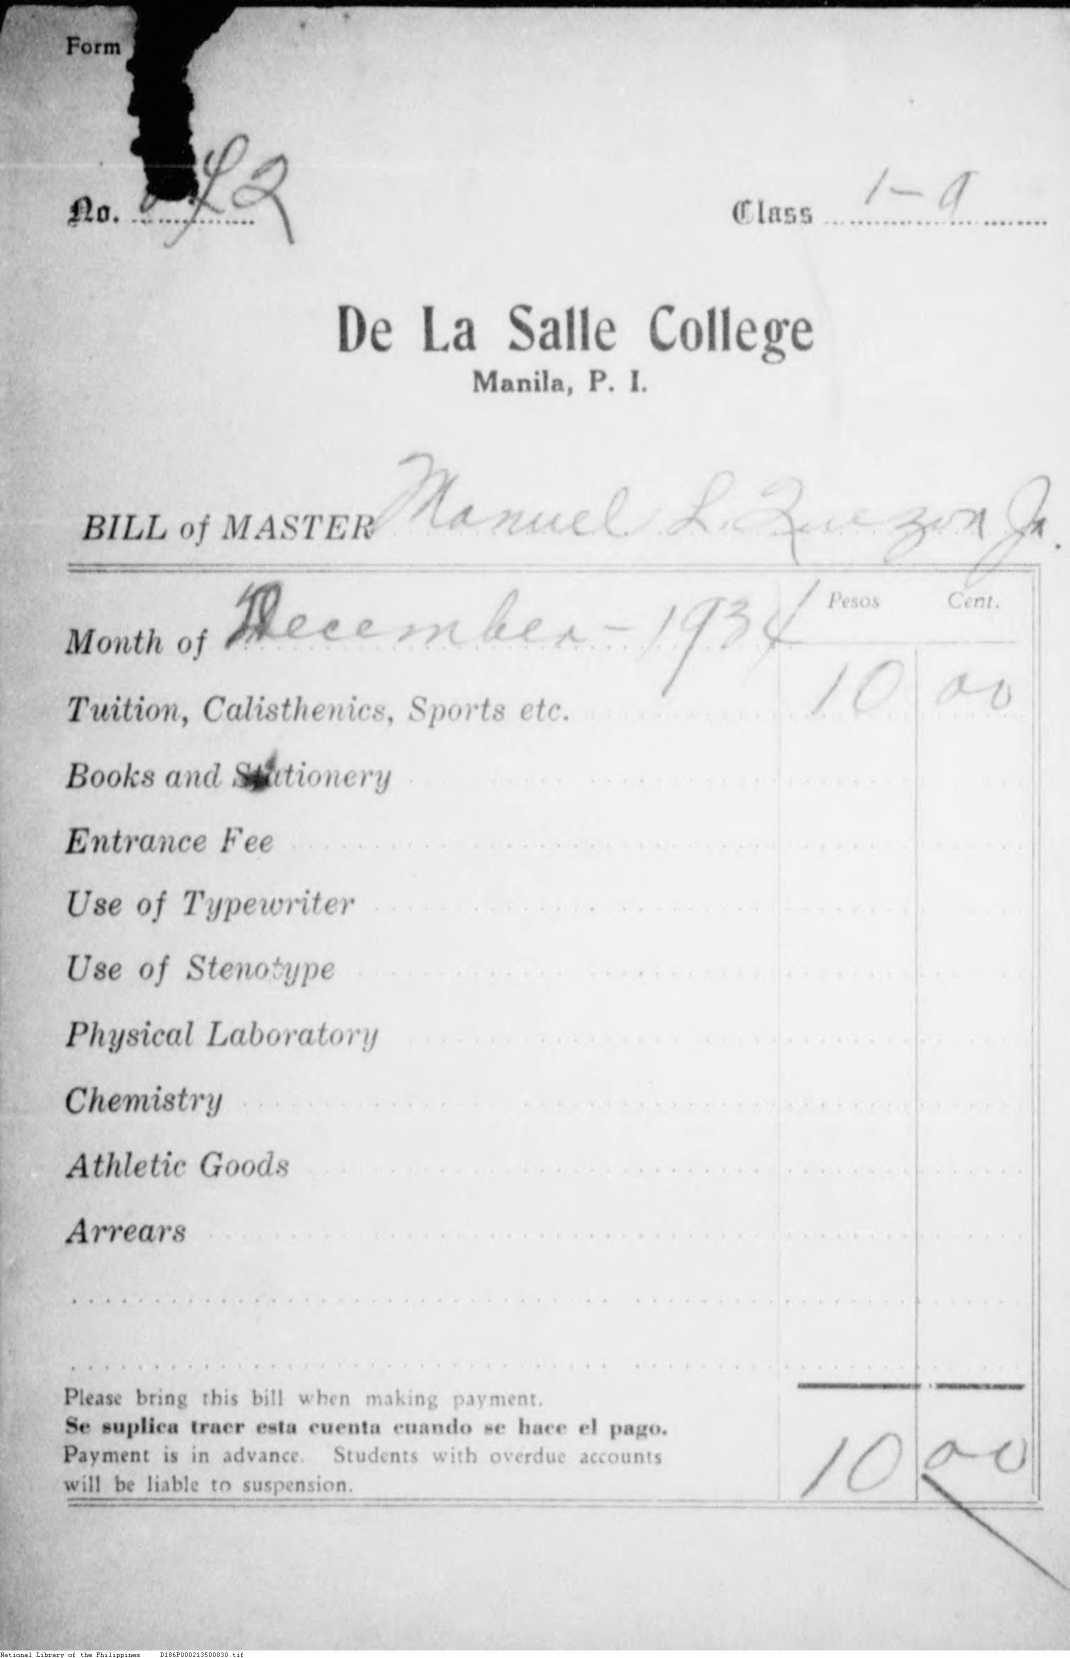 Form
No. 42
Class 1-a
De La Salle College
Manila, P. I.
BILL of MASTER Manuel L. Quezon Jr.
Pesos Cent.
Month of December-1934
Tuition, Calisthenics, Sports etc. 10 00
Books and Stationery
Entrance Fee
Use of Typewriter
Use of Stenotype
Physical Laboratory
Chemistry
Athletic Goods
Arrears
Please bring this bill when making payment.
Se suplica traer esta cuenta cuando se hace el pago.
Payment is in advance. Students with overdue accounts
will be liable to suspension.
10 00
National Library of the Philippines D186P000213500830.tif